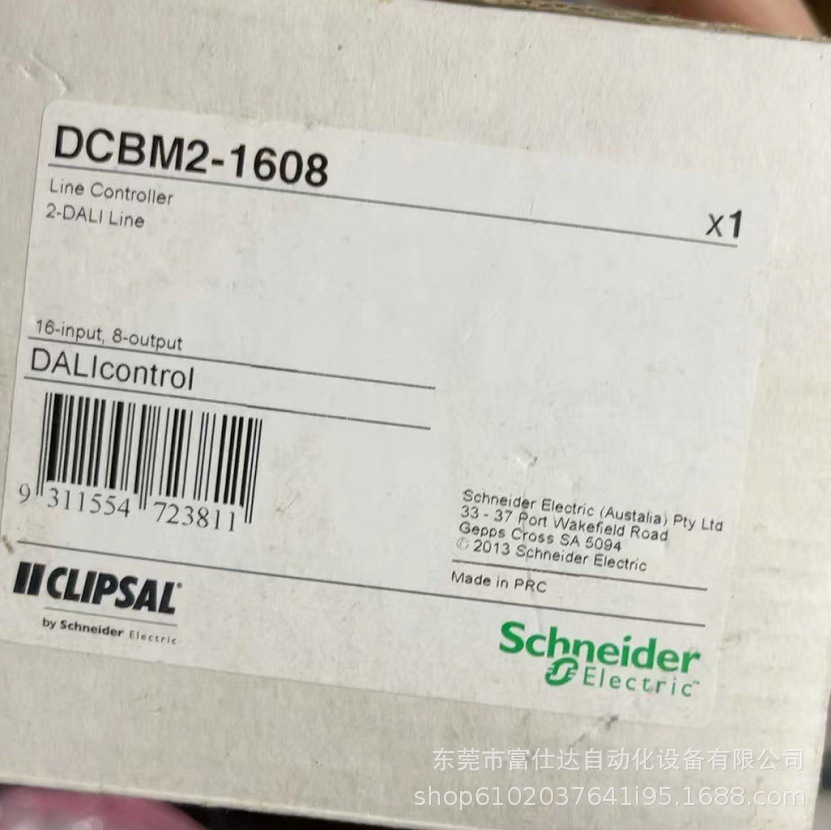 DCBM2-1608
Line Controller
2-DALI Line
x1
16-input, 8-output
DALIcontrol
9 311554 723811
Schneider Electric (Austalia) Pty Ltd
33 - 37 Port Wakefield Road
Gepps Cross SA 5094
© 2013 Schneider Electric
Made in PRC
CLIPSAL
by Schneider Electric
Schneider
Electric™
东莞市富仕达自动化设备有限公司
shop6102037641i95.1688.com